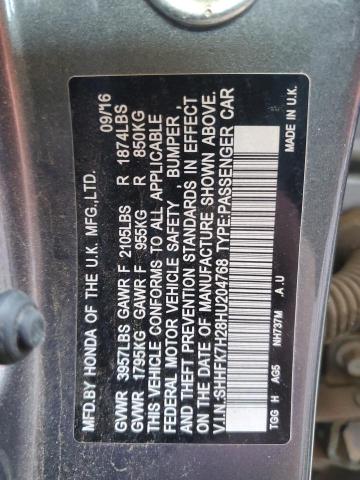 MFD.BY HONDA OF THE U.K. MFG.,LTD. 09/16
GVWR 3957LBS GAWR F 2105LBS R 1874LBS
GVWR 1795KG GAWR F 955KG R 850KG
THIS VEHICLE CONFORMS TO ALL APPLICABLE
FEDERAL MOTOR VEHICLE SAFETY , BUMPER ,
AND THEFT PREVENTION STANDARDS IN EFFECT
ON THE DATE OF MANUFACTURE SHOWN ABOVE.
V.I.N.:SHHFK7H28HU204768 TYPE:PASSENGER CAR
TGG H AG5 NH737M .A .U MADE IN U.K.